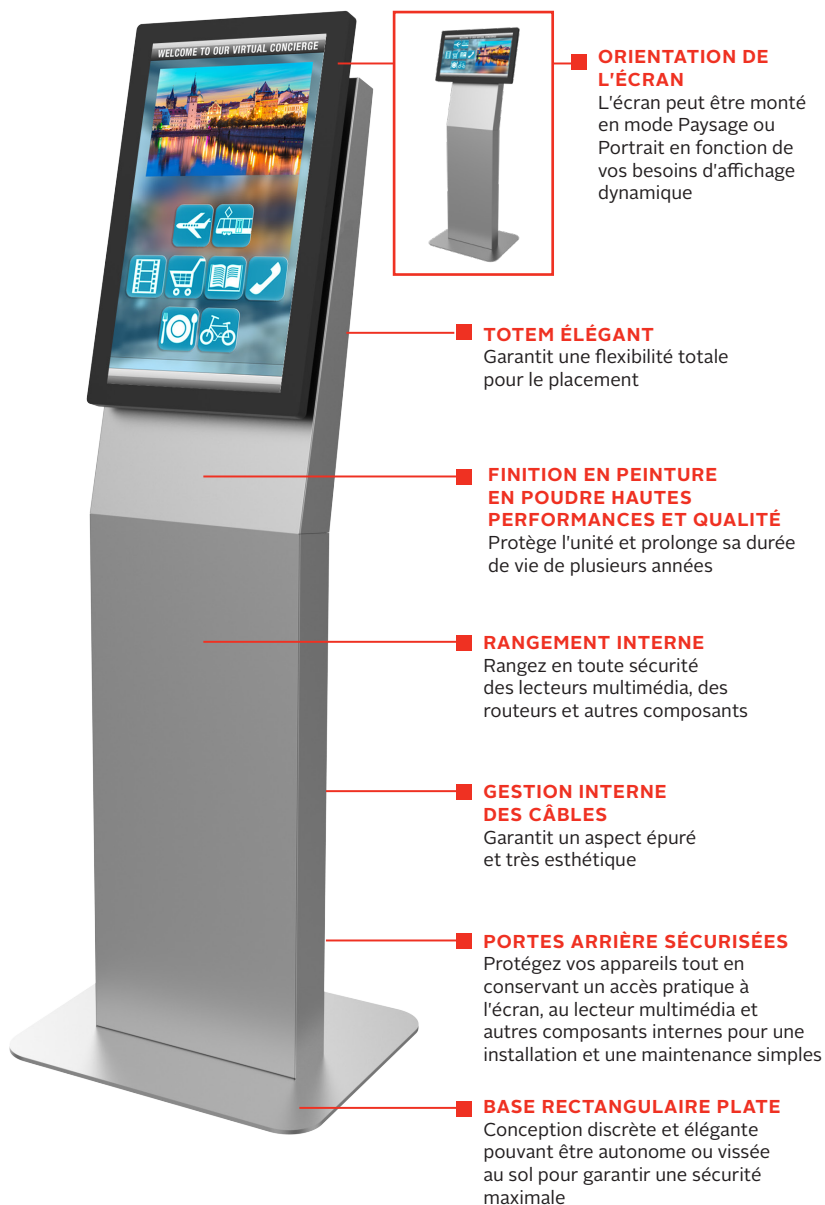 WELCOME TO OUR VIRTUAL CONCIERGE
ORIENTATION DE
L'ÉCRAN
L'écran peut être monté
en mode Paysage ou
Portrait en fonction de
vos besoins d'affichage
dynamique
TOTEM ÉLÉGANT
Garantit une flexibilité totale
pour le placement
FINITION EN PEINTURE
EN POUDRE HAUTES
PERFORMANCES ET QUALITÉ
Protège l'unité et prolonge sa durée
de vie de plusieurs années
RANGEMENT INTERNE
Rangez en toute sécurité
des lecteurs multimédia, des
routeurs et autres composants
GESTION INTERNE
DES CÂBLES
Garantit un aspect épuré
et très esthétique
PORTES ARRIÈRE SÉCURISÉES
Protégez vos appareils tout en
conservant un accès pratique à
l'écran, au lecteur multimédia et
autres composants internes pour une
installation et une maintenance simples
BASE RECTANGULAIRE PLATE
Conception discrète et élégante
pouvant être autonome ou vissée
au sol pour garantir une sécurité
maximale